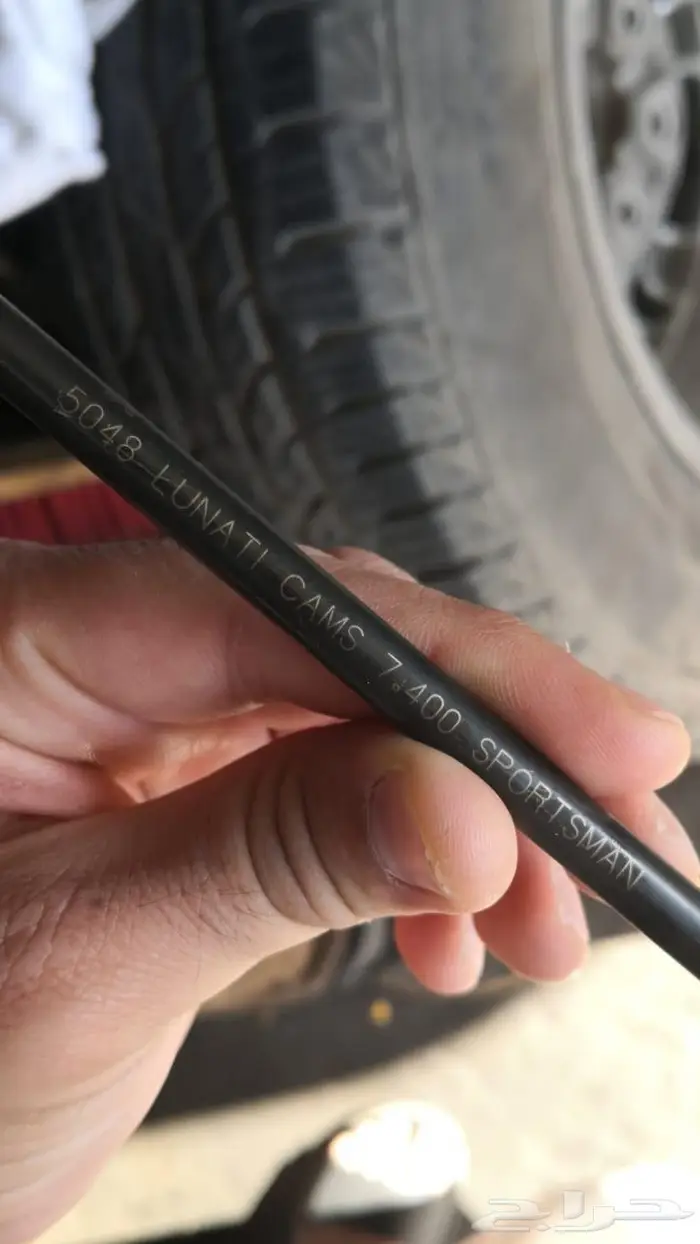 5048 LUNATI CAMS 7.400 SPORTSMAN
حراج